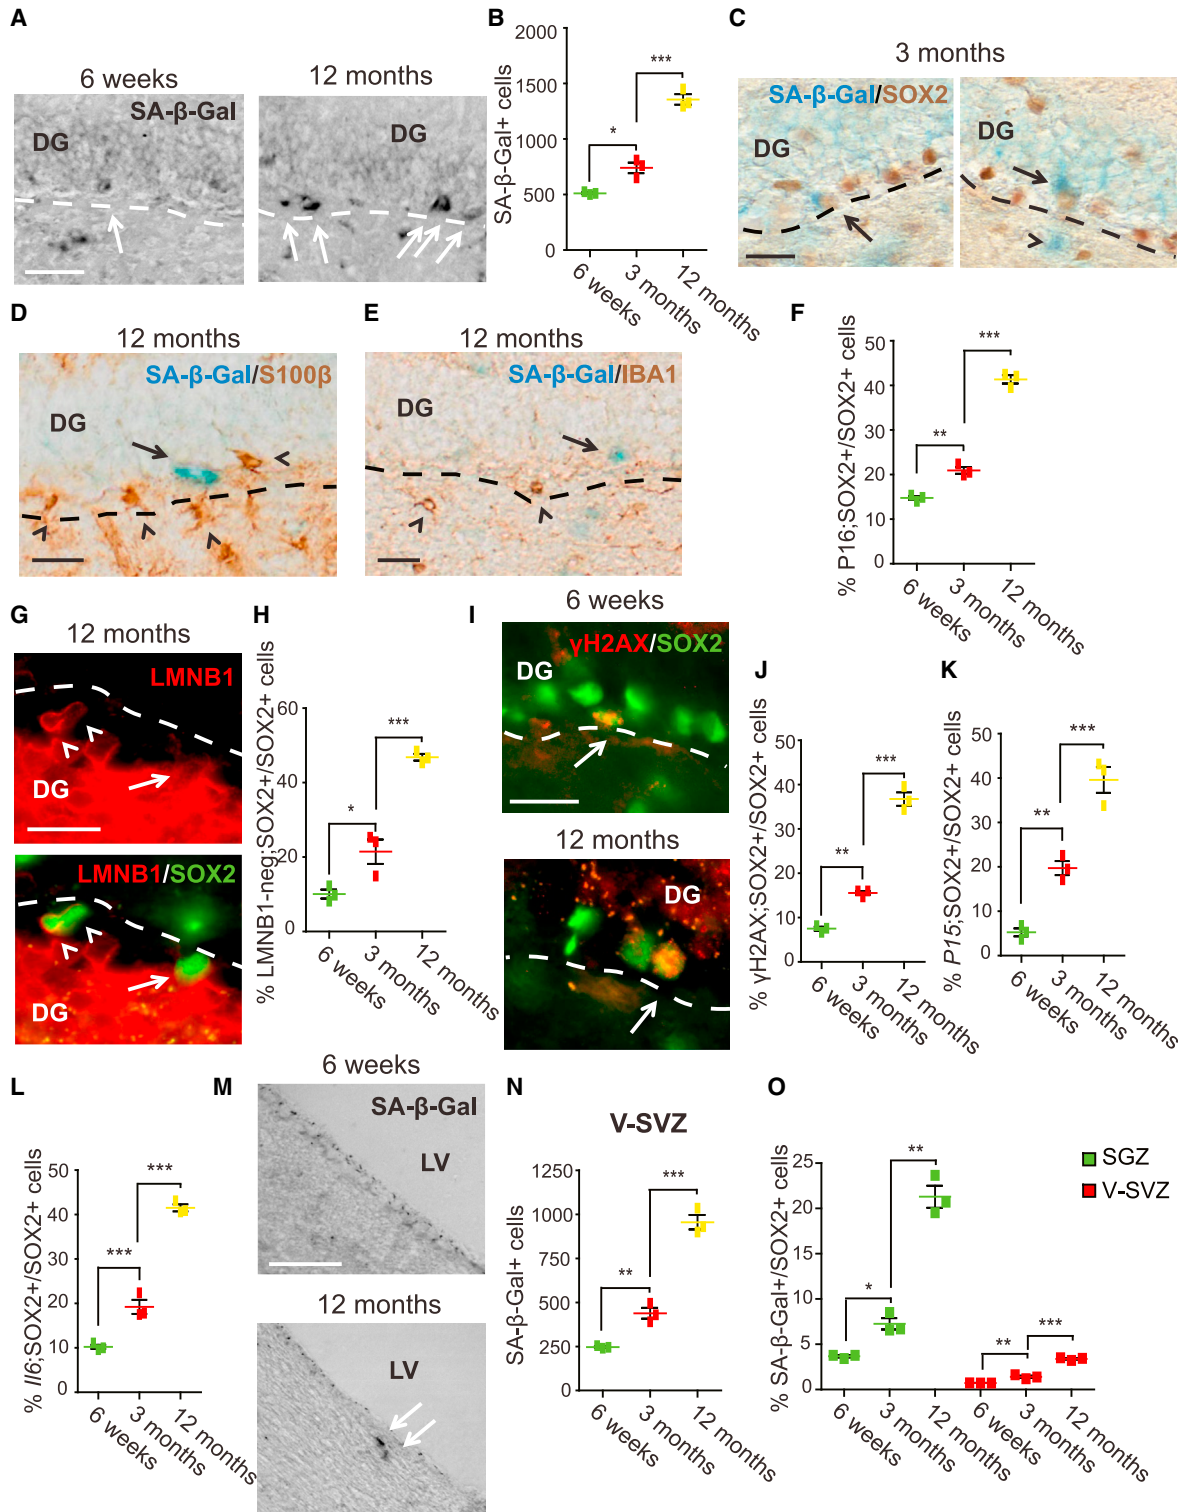 A
6 weeks
SA-β-Gal
DG
12 months
DG
B
SA-β-Gal+ cells
2000
1500
1000
500
0
*
***
6 weeks
3 months
12 months
C
3 months
SA-β-Gal/SOX2
DG
DG
D
12 months
SA-β-Gal/S100β
DG
E
12 months
SA-β-Gal/IBA1
DG
F
% P16;SOX2+/SOX2+ cells
50
40
30
20
10
0
**
***
6 weeks
3 months
12 months
G
12 months
LMNB1
DG
LMNB1/SOX2
DG
H
% LMNB1-neg;SOX2+/SOX2+ cells
60
40
20
0
*
***
6 weeks
3 months
12 months
I
6 weeks
γH2AX/SOX2
DG
12 months
DG
J
% γH2AX;SOX2+/SOX2+ cells
50
40
30
20
10
0
**
***
6 weeks
3 months
12 months
K
% P15;SOX2+/SOX2+ cells
50
40
30
20
10
0
**
***
6 weeks
3 months
12 months
L
% Il6;SOX2+/SOX2+ cells
50
40
30
20
10
0
***
***
6 weeks
3 months
12 months
M
6 weeks
SA-β-Gal
LV
12 months
LV
N
V-SVZ
SA-β-Gal+ cells
1250
1000
750
500
250
0
**
***
6 weeks
3 months
12 months
O
% SA-β-Gal+/SOX2+ cells
25
20
15
10
5
0
*
**
**
***
SGZ
V-SVZ
6 weeks
3 months
12 months
6 weeks
3 months
12 months